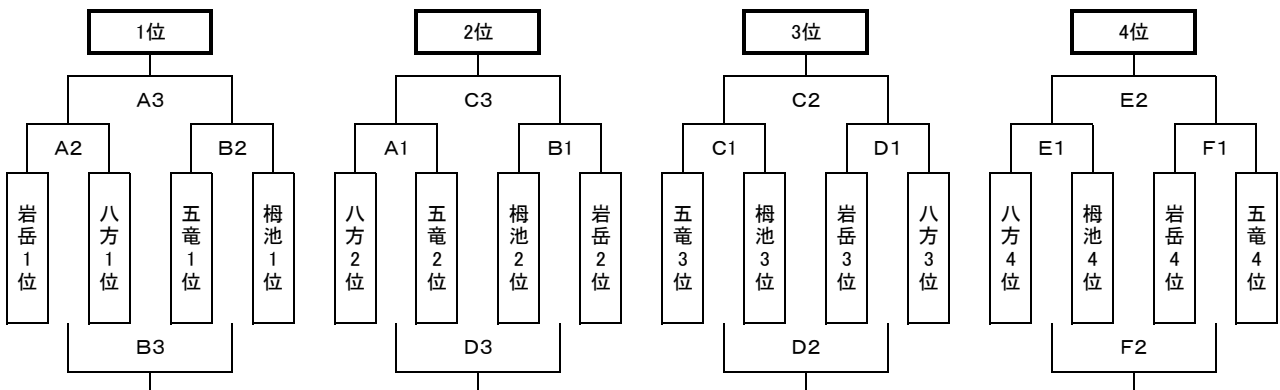 1位
2位
3位
4位
A3
C3
C2
E2
A2
B2
A1
B1
C1
D1
E1
F1
岩岳1位
八方1位
五竜1位
栂池1位
八方2位
五竜2位
栂池2位
岩岳2位
五竜3位
栂池3位
岩岳3位
八方3位
八方4位
栂池4位
岩岳4位
五竜4位
B3
D3
D2
F2